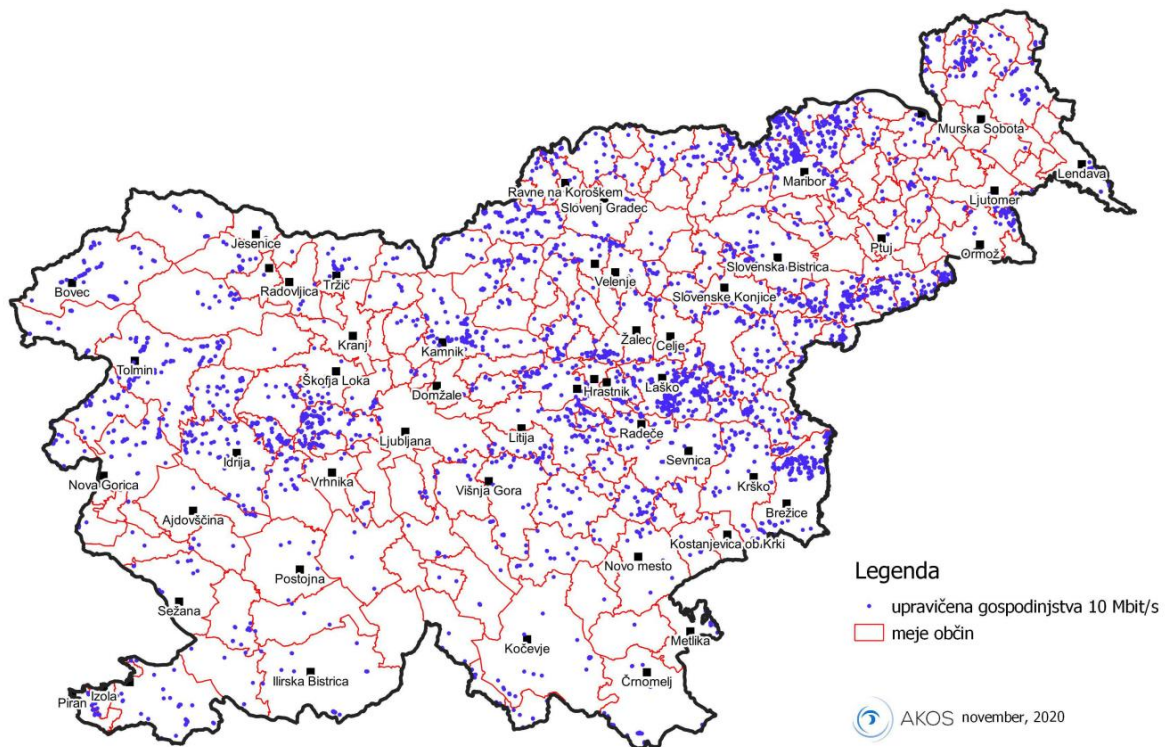 Murska Sobota
Lendava
Maribor
Ravne na Koroškem
Slovenj Gradec
Ljutomer
Jesenice
Ptuj
Ormož
Slovenska Bistrica
Bovec
Radovljica
Tržič
Velenje
Slovenske Konjice
Kranj
Kamnik
Žalec
Celje
Tolmin
Škofja Loka
Domžale
Hrastnik
Laško
Ljubljana
Litija
Radeče
Idrija
Sevnica
Nova Gorica
Vrhnika
Višnja Gora
Krško
Ajdovščina
Brežice
Kostanjevica ob Krki
Postojna
Novo mesto
Legenda
upravičena gospodinjstva 10 Mbit/s
meje občin
Sežana
Metlika
Kočevje
Ilirska Bistrica
Črnomelj
Piran
Izola
AKOS november, 2020